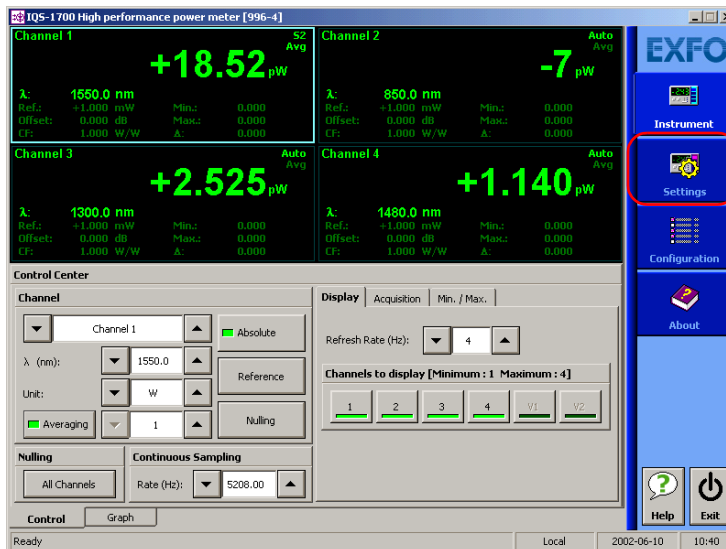 IQS-1700 High performance power meter [996-4]
Channel 1 S2
Avg
+18.52 pW
λ: 1550.0 nm
Ref.: +1.000 mW Min.: 0.000
Offset: 0.000 dB Max.: 0.000
CF: 1.000 W/W Δ: 0.000
Channel 2 Auto
Avg
-7 pW
λ: 850.0 nm
Ref.: +1.000 mW Min.: 0.000
Offset: 0.000 dB Max.: 0.000
CF: 1.000 W/W Δ: 0.000
Channel 3 Auto
Avg
+2.525 pW
λ: 1300.0 nm
Ref.: +1.000 mW Min.: 0.000
Offset: 0.000 dB Max.: 0.000
CF: 1.000 W/W Δ: 0.000
Channel 4 Auto
Avg
+1.140 pW
λ: 1480.0 nm
Ref.: +1.000 mW Min.: 0.000
Offset: 0.000 dB Max.: 0.000
CF: 1.000 W/W Δ: 0.000
EXFO
Instrument
Settings
Configuration
About
Control Center
Channel
Channel 1
Absolute
λ (nm): 1550.0
Reference
Unit: W
Averaging 1
Nulling
Nulling
All Channels
Continuous Sampling
Rate (Hz): 5208.00
Display Acquisition Min. / Max.
Refresh Rate (Hz): 4
Channels to display [Minimum : 1 Maximum : 4]
1 2 3 4 V1 V2
Control Graph
Help Exit
Ready Local 2002-06-10 10:40